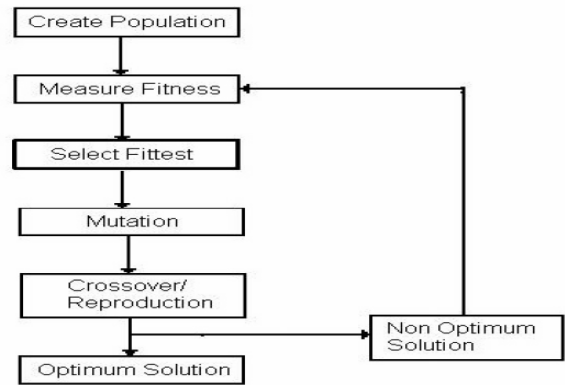 Create Population
Measure Fitness
Select Fittest
Mutation
Crossover/
Reproduction
Non Optimum
Solution
Optimum Solution